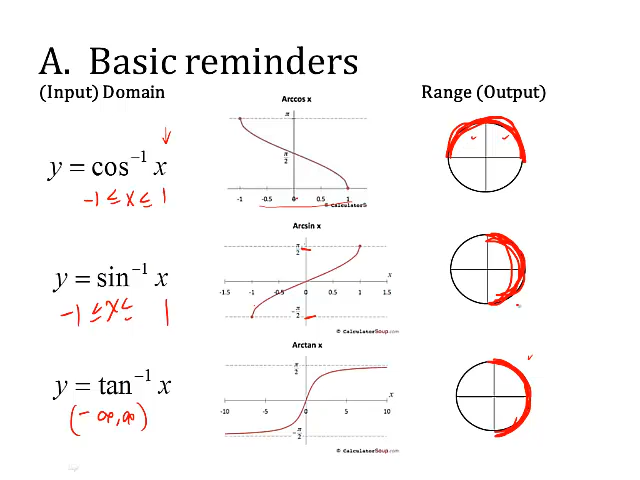 A. Basic reminders
(Input) Domain
Range (Output)
Arccos x
π
π/2
-1 -0.5 0 0.5 1
© CalculatorS
y = cos⁻¹ x
-1 ≤ x ≤ 1
Arcsin x
π/2
x
-1.5 -1 -0.5 0 0.5 1 1.5
-π/2
© CalculatorSoup.com
y = sin⁻¹ x
-1 ≤ x ≤ 1
Arctan x
π/2
x
-10 -5 0 5 10
-π/2
© CalculatorSoup.com
y = tan⁻¹ x
(-∞, ∞)